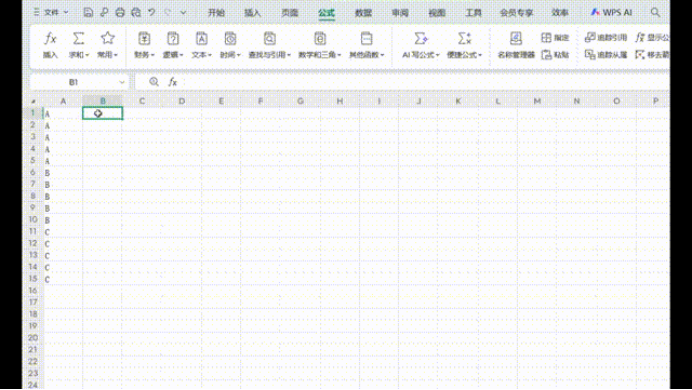 文件 开始 插入 页面 公式 数据 审阅 视图 工具 会员专享 效率 WPS AI
fx Σ A ? A Σ+ 指定 追踪引用 显示公
插入 求和 常用 财务 逻辑 文本 时间 查找与引用 数学和三角 其他函数 AI 写公式 便捷公式 名称管理器 粘贴 追踪从属 移去箭
B1 fx
A B C D E F G H I J K L M N O P
1 A
2 A
3 A
4 A
5 A
6 B
7 B
8 B
9 B
10 B
11 C
12 C
13 C
14 C
15 C
16
17
18
19
20
21
22
23
24